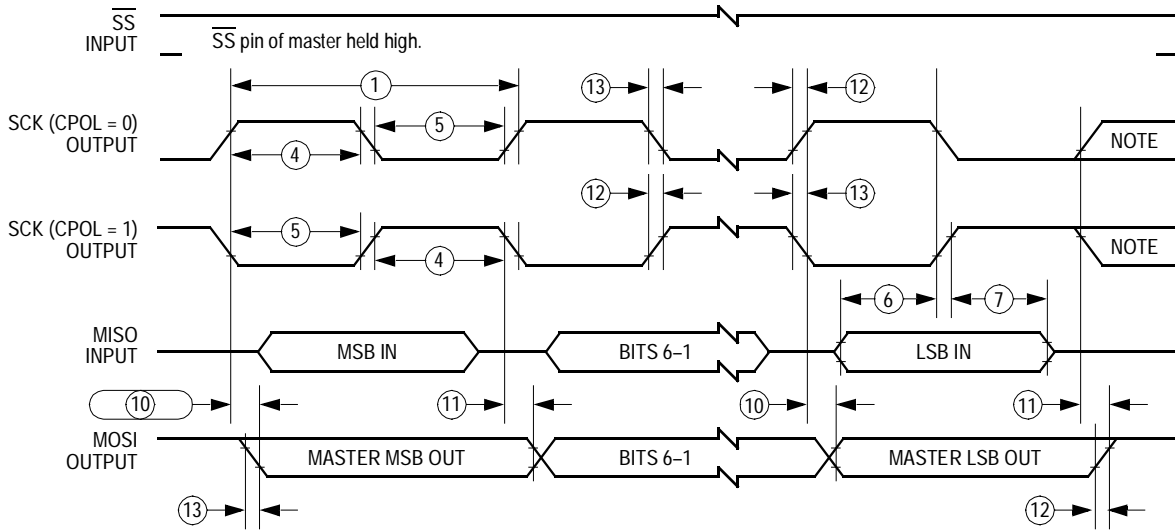 SS
INPUT
SS pin of master held high.
1
13
12
SCK (CPOL = 0)
OUTPUT
5
4
NOTE
12
13
SCK (CPOL = 1)
OUTPUT
5
4
NOTE
6
7
MISO
INPUT
MSB IN
BITS 6–1
LSB IN
10
11
10
11
MOSI
OUTPUT
MASTER MSB OUT
BITS 6–1
MASTER LSB OUT
13
12